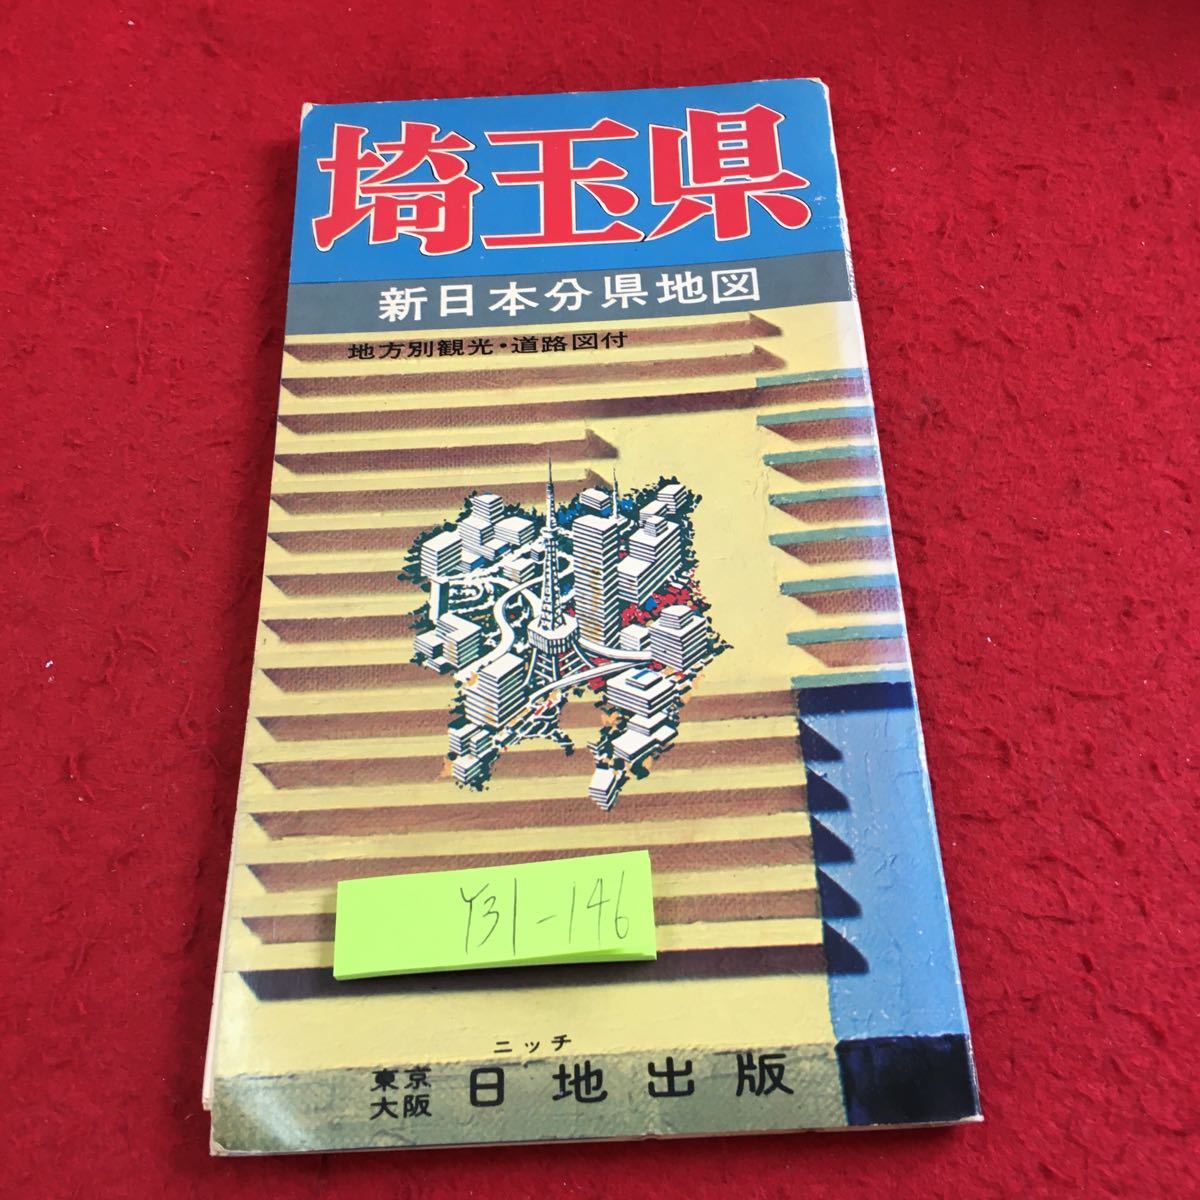 埼玉県
新日本分県地図
地方別観光・道路図付
Y31-146
ニッチ
東京
大阪
日地出版